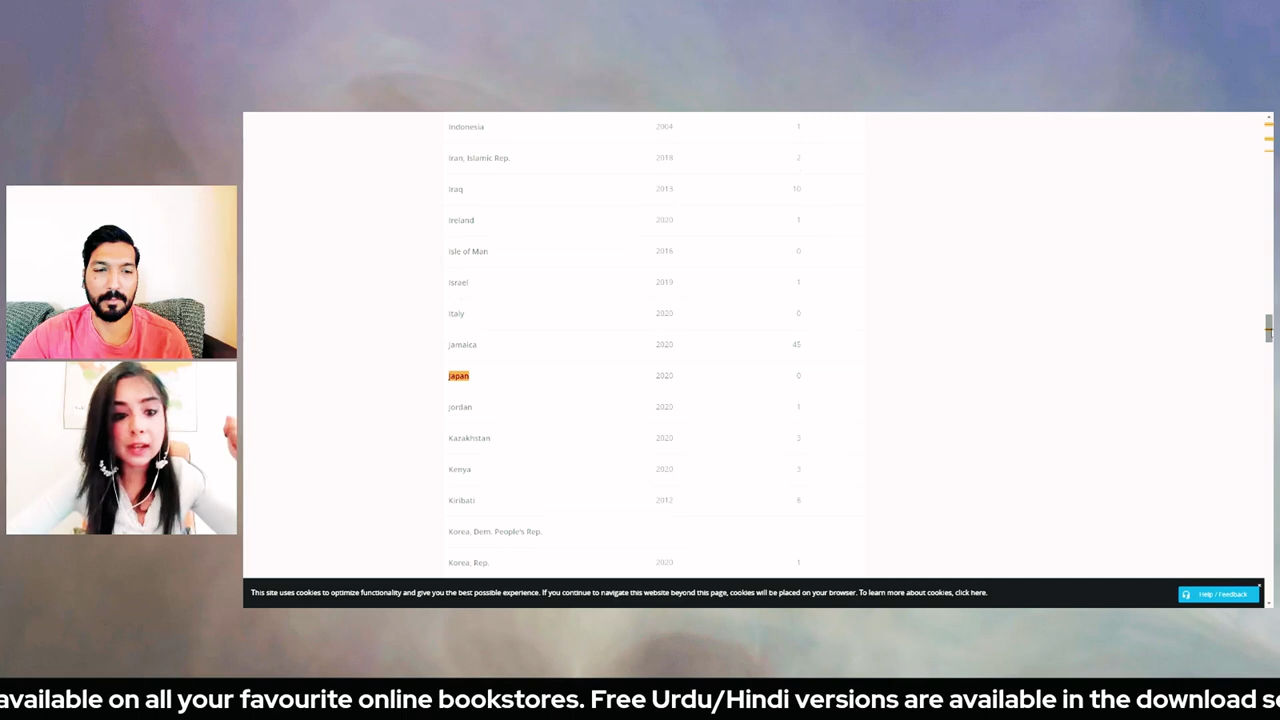 Indonesia 2004 1
Iran, Islamic Rep. 2018 2
Iraq 2013 10
Ireland 2020 1
Isle of Man 2016 0
Israel 2019 1
Italy 2020 0
Jamaica 2020 45
Japan 2020 0
Jordan 2020 1
Kazakhstan 2020 3
Kenya 2020 3
Kiribati 2012 8
Korea, Dem. People's Rep.
Korea, Rep. 2020 1
This site uses cookies to optimize functionality and give you the best possible experience. If you continue to navigate this website beyond this page, cookies will be placed on your browser. To learn more about cookies, click here.
Help / Feedback
available on all your favourite online bookstores. Free Urdu/Hindi versions are available in the download se